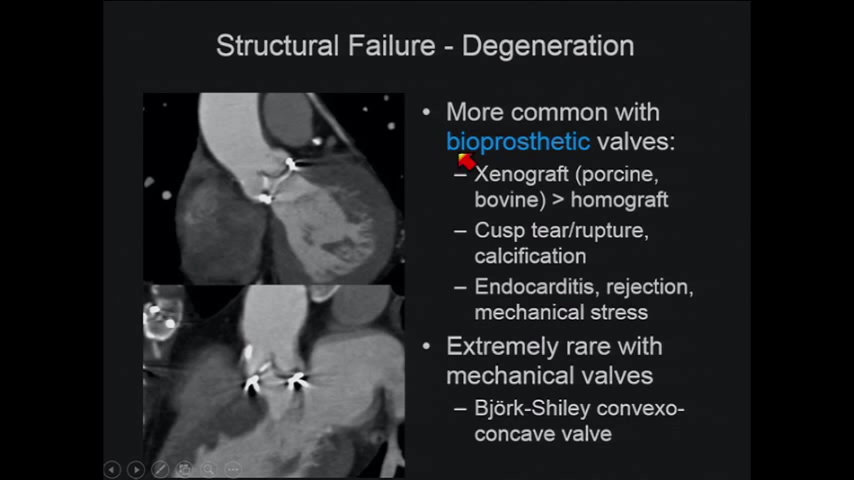 Structural Failure - Degeneration
• More common with
bioprosthetic valves:
– Xenograft (porcine,
bovine) > homograft
– Cusp tear/rupture,
calcification
– Endocarditis, rejection,
mechanical stress
• Extremely rare with
mechanical valves
– Björk-Shiley convexo-
concave valve